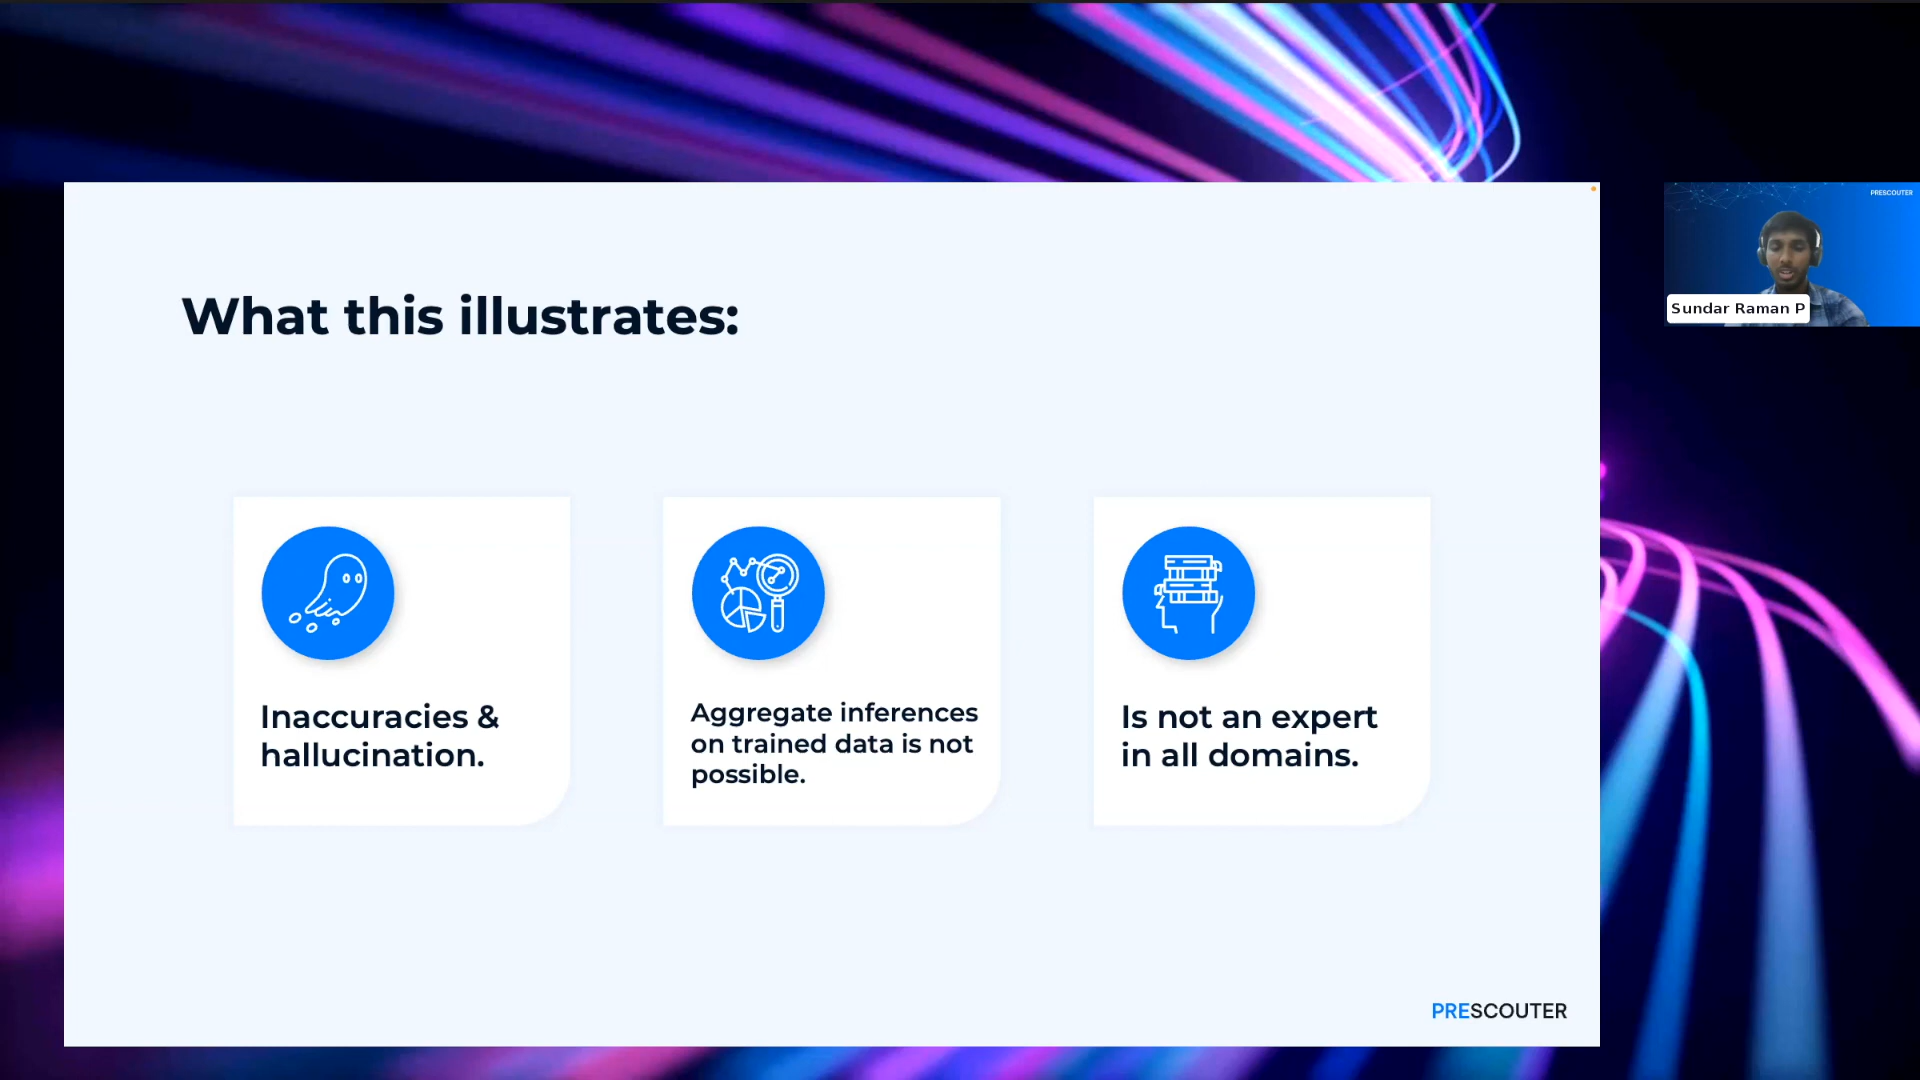 What this illustrates:
Inaccuracies &
hallucination.
Aggregate inferences
on trained data is not
possible.
Is not an expert
in all domains.
PRESCOUTER
PRESCOUTER
Sundar Raman P